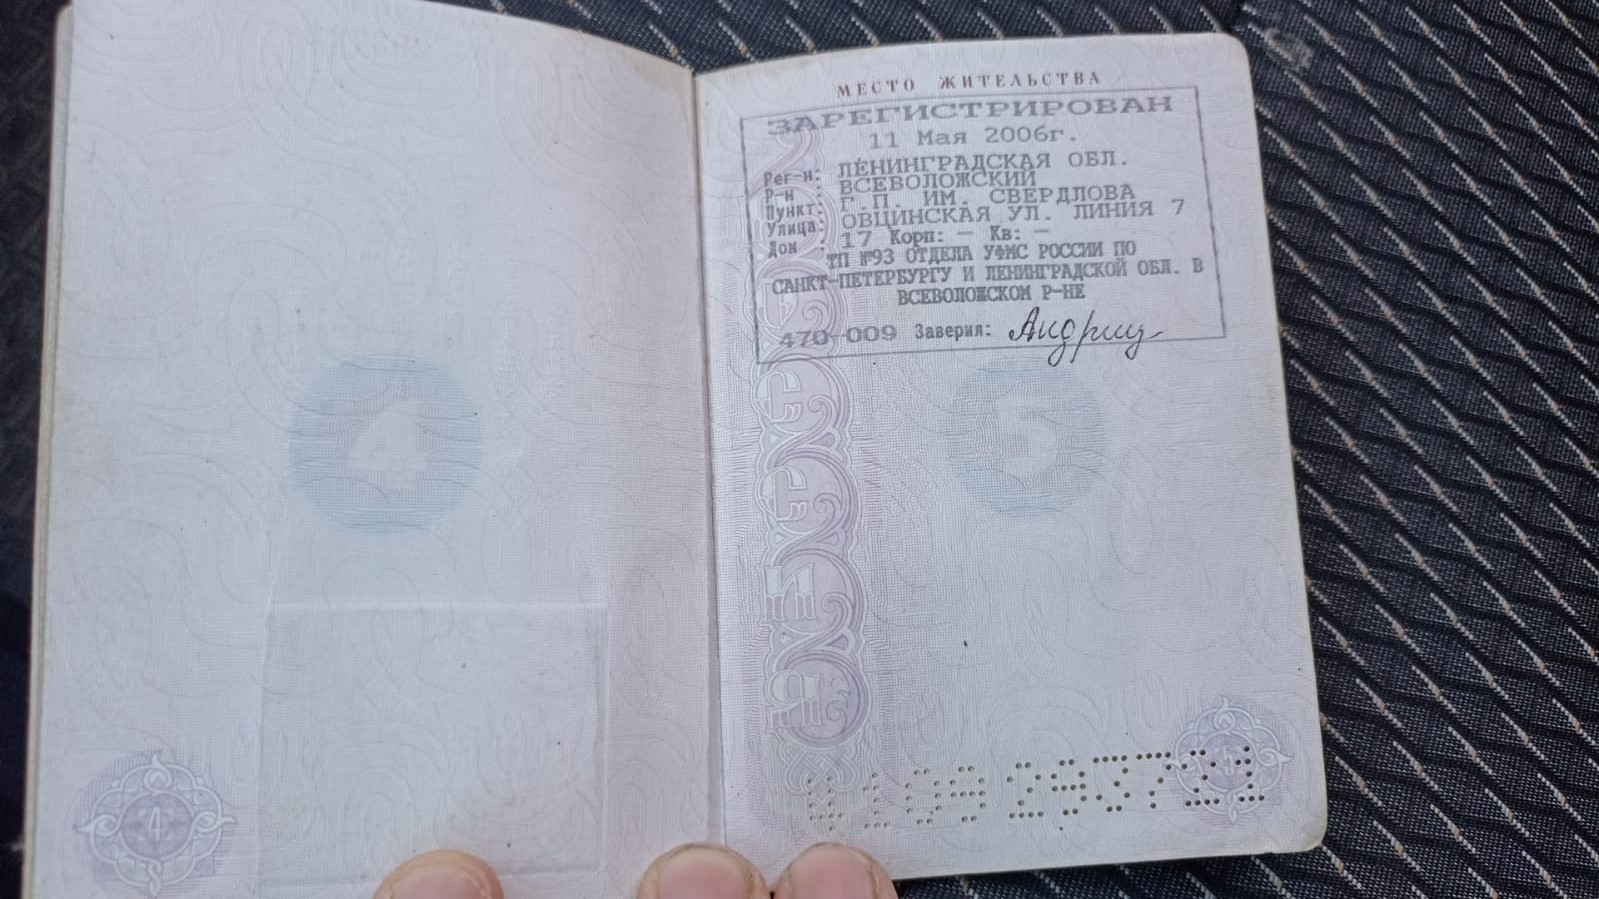 МЕСТО ЖИТЕЛЬСТВА
ЗАРЕГИСТРИРОВАН
11 Мая 2006г.
Рег-н: ЛЕНИНГРАДСКАЯ ОБЛ.
Р-н : ВСЕВОЛОЖСКИЙ
Пункт: Г.П. ИМ. СВЕРДЛОВА
Улица: ОВЦИНСКАЯ УЛ. ЛИНИЯ 7
Дом : 17 Корп: - Кв: -
ТП №93 ОТДЕЛА УФМС РОССИИ ПО
САНКТ-ПЕТЕРБУРГУ И ЛЕНИНГРАДСКОЙ ОБЛ. В
ВСЕВОЛОЖСКОМ Р-НЕ
470-009 Заверил:
4
5
4
5